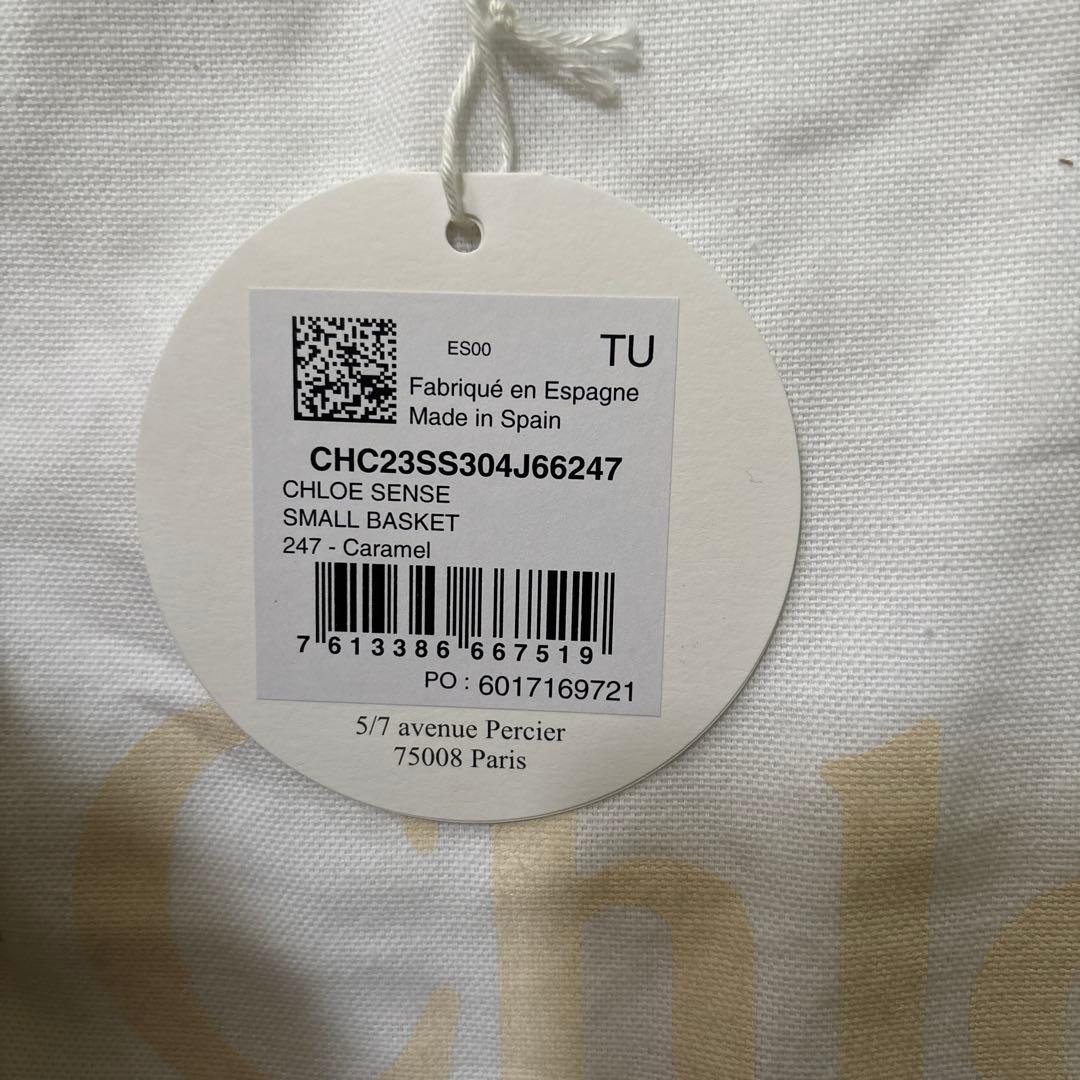 ES00
TU
Fabriqué en Espagne
Made in Spain
CHC23SS304J66247
CHLOE SENSE
SMALL BASKET
247 - Caramel
7 613386 667519
PO : 6017169721
5/7 avenue Percier
75008 Paris
Chlo